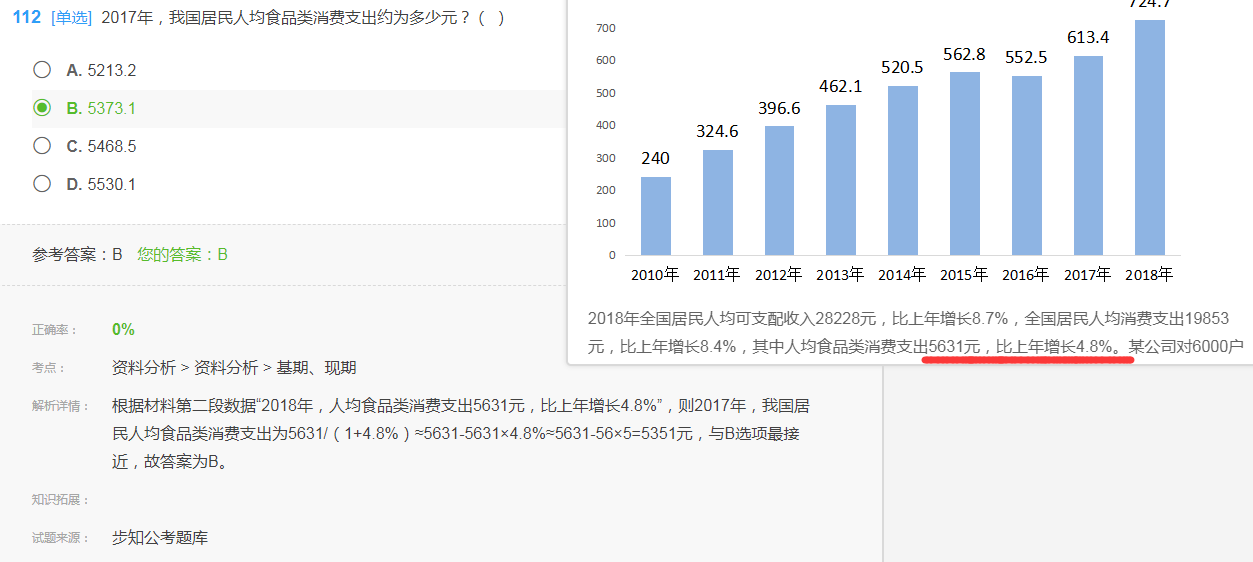 112 [单选] 2017年，我国居民人均食品类消费支出约为多少元？（ ）
A. 5213.2
B. 5373.1
C. 5468.5
D. 5530.1
参考答案：B 您的答案：B
正确率： 0%
考点： 资料分析 > 资料分析 > 基期、现期
解析详情： 根据材料第二段数据“2018年，人均食品类消费支出5631元，比上年增长4.8%”，则2017年，我国居
民人均食品类消费支出为5631/（1+4.8%）≈5631-5631×4.8%≈5631-56×5=5351元，与B选项最接
近，故答案为B。
知识拓展：
试题来源： 步知公考题库
724.7
700
600
500
400
300
200
100
0
240
324.6
396.6
462.1
520.5
562.8
552.5
613.4
2010年 2011年 2012年 2013年 2014年 2015年 2016年 2017年 2018年
2018年全国居民人均可支配收入28228元，比上年增长8.7%，全国居民人均消费支出19853
元，比上年增长8.4%，其中人均食品类消费支出5631元，比上年增长4.8%。某公司对6000户